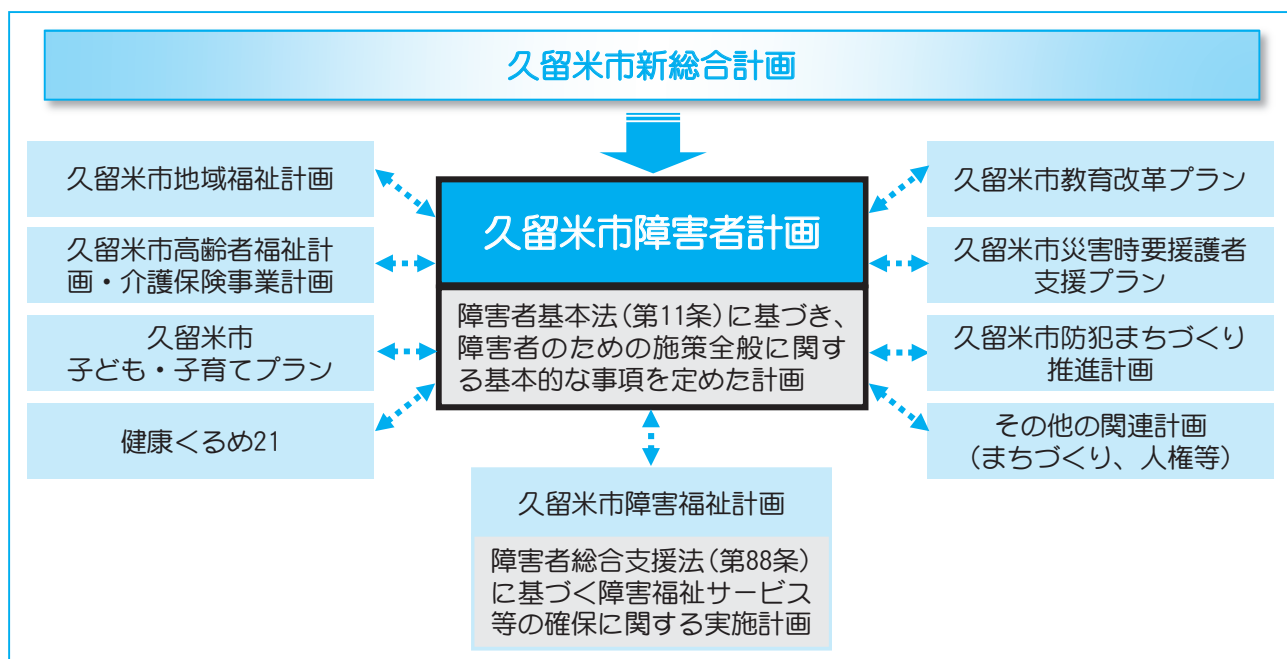 久留米市新総合計画
久留米市地域福祉計画
久留米市高齢者福祉計
画・介護保険事業計画
久留米市
子ども・子育てプラン
健康くるめ21
久留米市障害者計画
障害者基本法(第11条)に基づき、
障害者のための施策全般に関す
る基本的な事項を定めた計画
久留米市教育改革プラン
久留米市災害時要援護者
支援プラン
久留米市防犯まちづくり
推進計画
その他の関連計画
(まちづくり、人権等)
久留米市障害福祉計画
障害者総合支援法(第88条)
に基づく障害福祉サービス
等の確保に関する実施計画